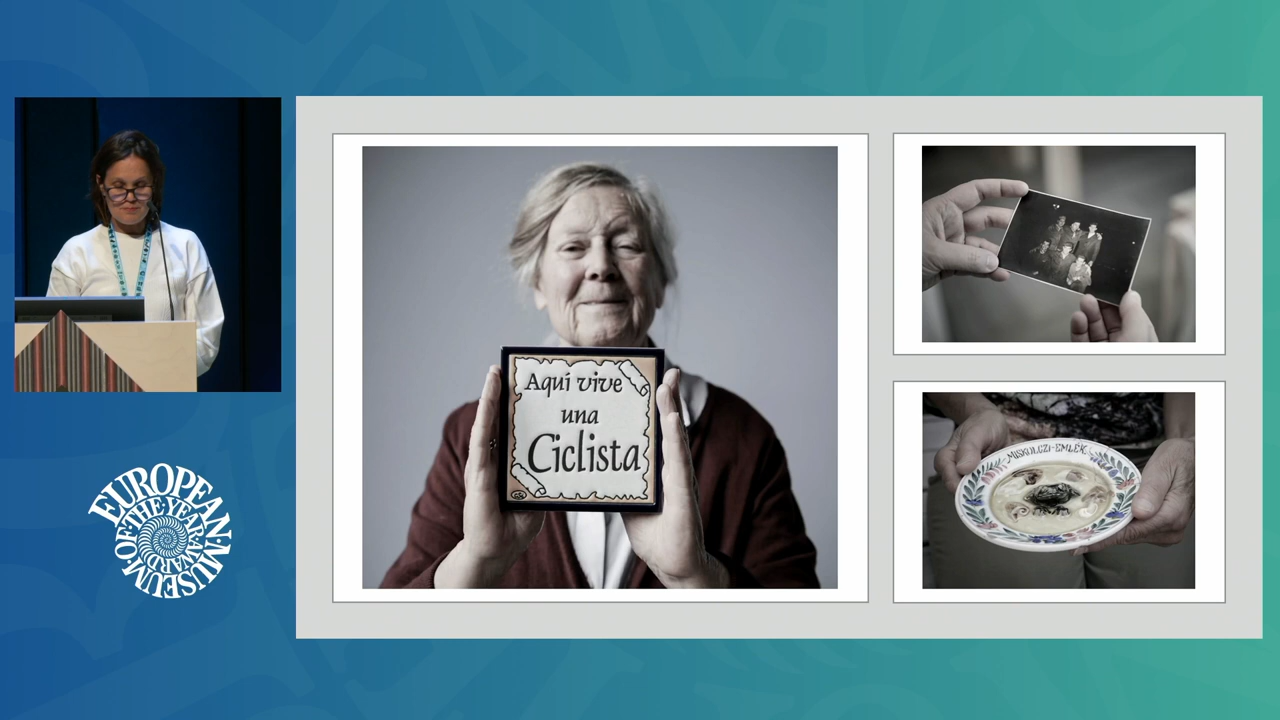 Aquí vive
una
Ciclista
MISKOLCZI-EMLÉK
EUROPEAN·MUSEUM
OF·THE·YEAR·AWARD